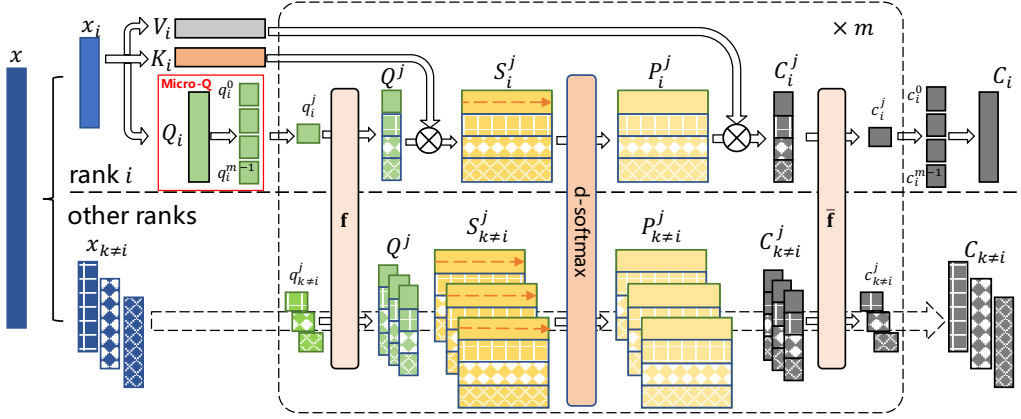 x
x_i
V_i
K_i
Micro-Q
Q_i
q_i^0
q_i^{m-1}
q_i^j
f
Q^j
S_i^j
d-softmax
P_i^j
C_i^j
× m
f̄
c_i^j
c_i^0
c_i^{m-1}
C_i
rank i
other ranks
x_{k≠i}
q_{k≠i}^j
Q^j
S_{k≠i}^j
P_{k≠i}^j
C_{k≠i}^j
c_{k≠i}^j
C_{k≠i}